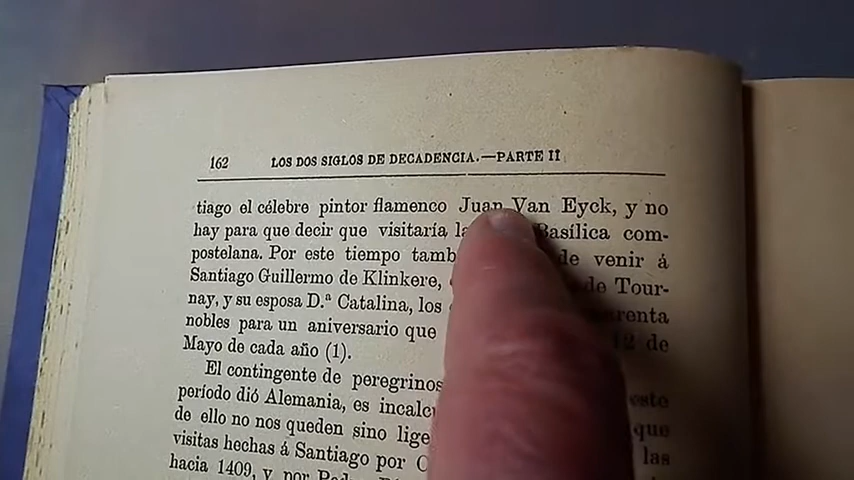 162 LOS DOS SIGLOS DE DECADENCIA.—PARTE II
tiago el célebre pintor flamenco Juan Van Eyck, y no
hay para que decir que visitaría la Basílica com-
postelana. Por este tiempo de venir á
Santiago Guillermo de Klinkere, de Tour-
nay, y su esposa D.ª Catalina, los
nobles para un aniversario que 12 de
Mayo de cada año (1).
El contingente de peregrinos este
período dió Alemania, es que
de ello no nos queden sino las
visitas hechas á Santiago por
hacia 1409, y por